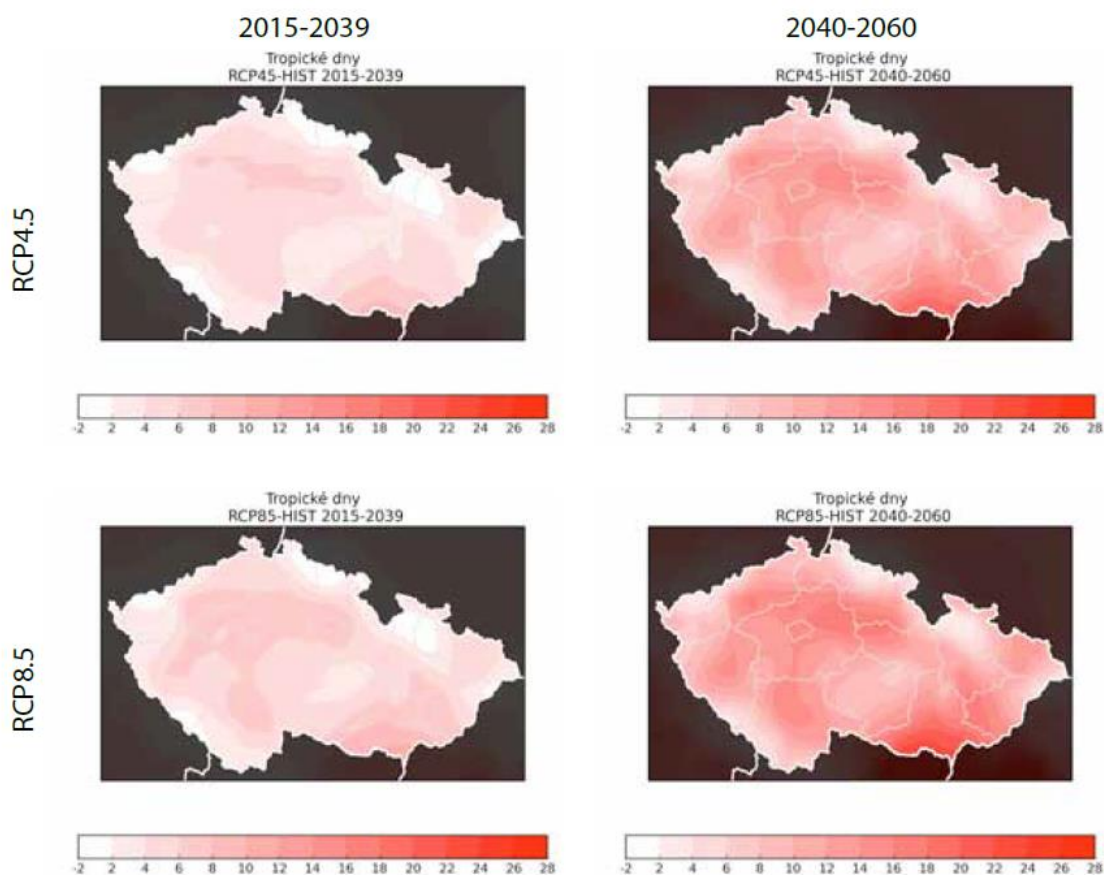 2015-2039
2040-2060
RCP4.5
Tropické dny
RCP45-HIST 2015-2039
-2 2 4 6 8 10 12 14 16 18 20 22 24 26 28
Tropické dny
RCP45-HIST 2040-2060
-2 2 4 6 8 10 12 14 16 18 20 22 24 26 28
RCP8.5
Tropické dny
RCP85-HIST 2015-2039
-2 2 4 6 8 10 12 14 16 18 20 22 24 26 28
Tropické dny
RCP85-HIST 2040-2060
-2 2 4 6 8 10 12 14 16 18 20 22 24 26 28